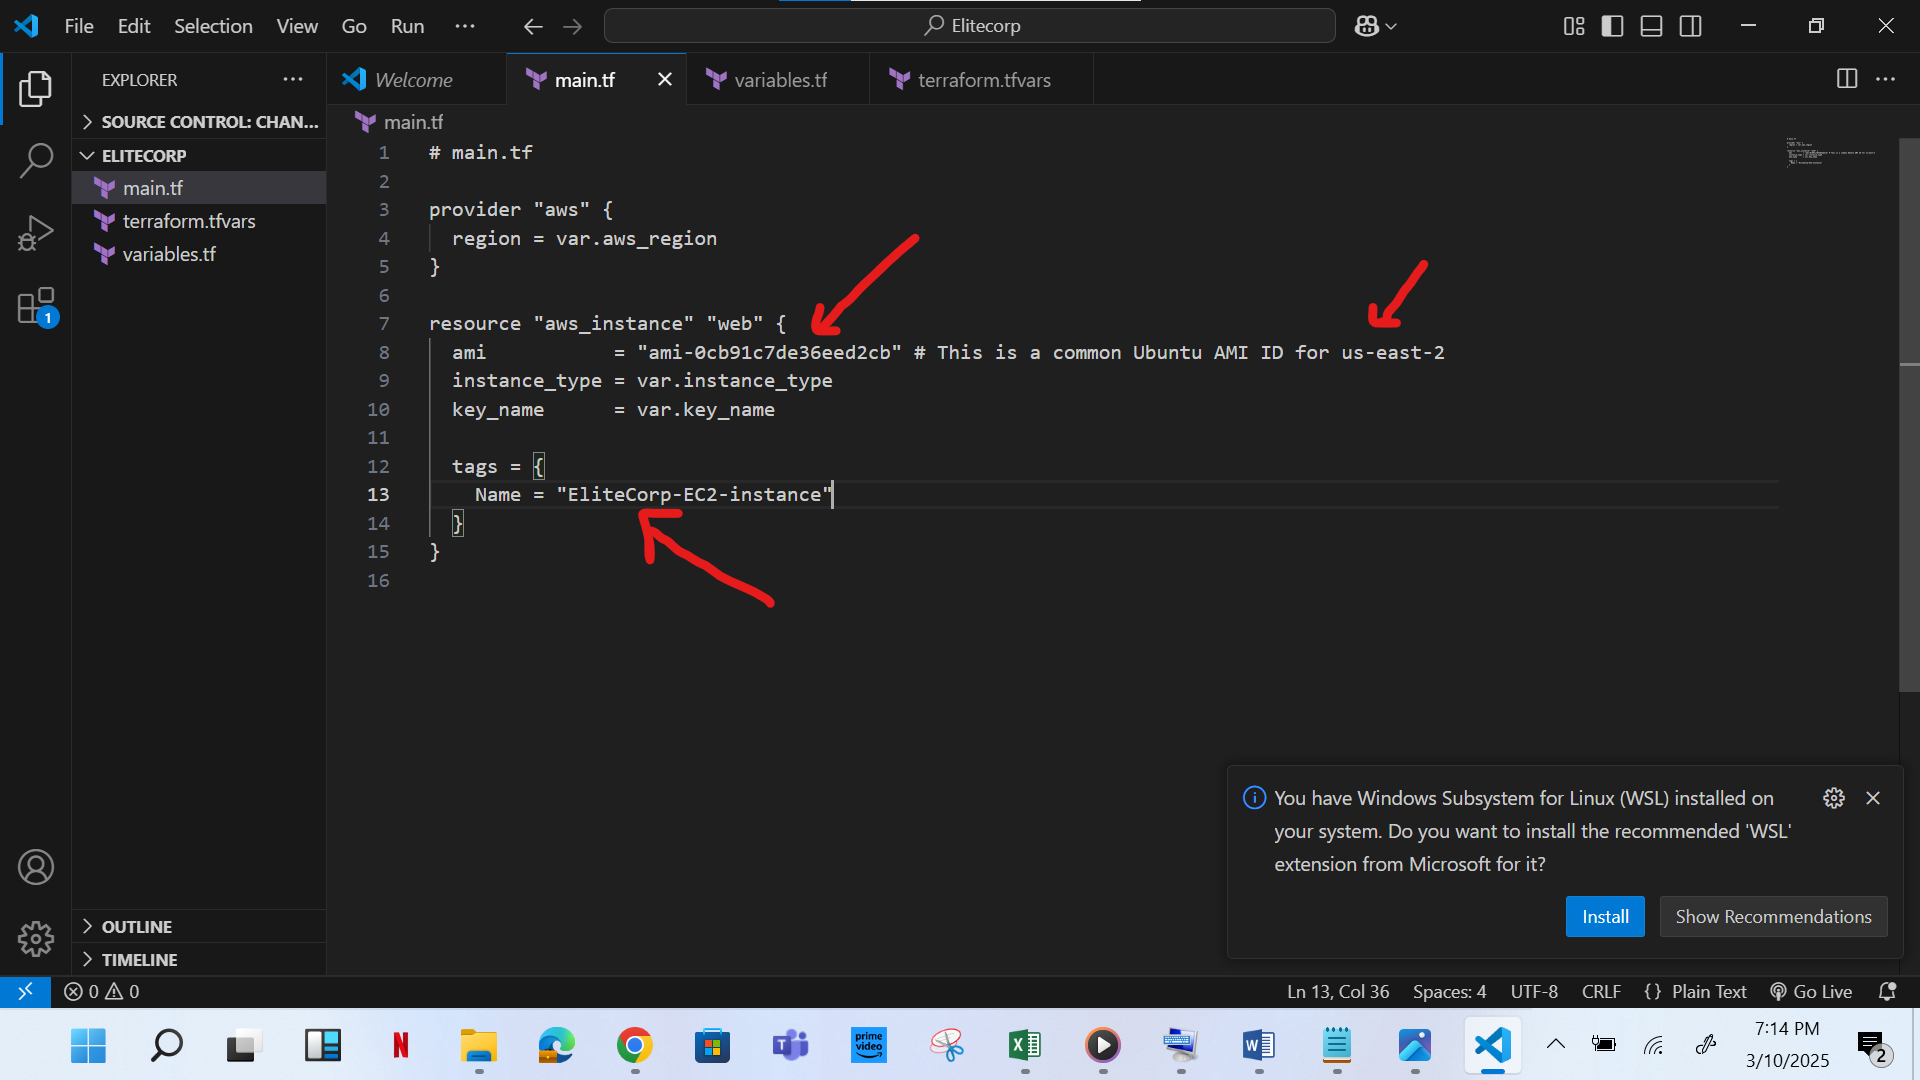 File Edit Selection View Go Run ··· Elitecorp
EXPLORER ···
SOURCE CONTROL: CHAN...
ELITECORP
main.tf
terraform.tfvars
variables.tf
OUTLINE
TIMELINE
1
Welcome main.tf variables.tf terraform.tfvars
main.tf
1 # main.tf
2
3 provider "aws" {
4 region = var.aws_region
5 }
6
7 resource "aws_instance" "web" {
8 ami = "ami-0cb91c7de36eed2cb" # This is a common Ubuntu AMI ID for us-east-2
9 instance_type = var.instance_type
10 key_name = var.key_name
11
12 tags = {
13 Name = "EliteCorp-EC2-instance"
14 }
15 }
16
You have Windows Subsystem for Linux (WSL) installed on
your system. Do you want to install the recommended 'WSL'
extension from Microsoft for it?
Install Show Recommendations
0 0 Ln 13, Col 36 Spaces: 4 UTF-8 CRLF {} Plain Text Go Live
N prime video 7:14 PM
3/10/2025
2